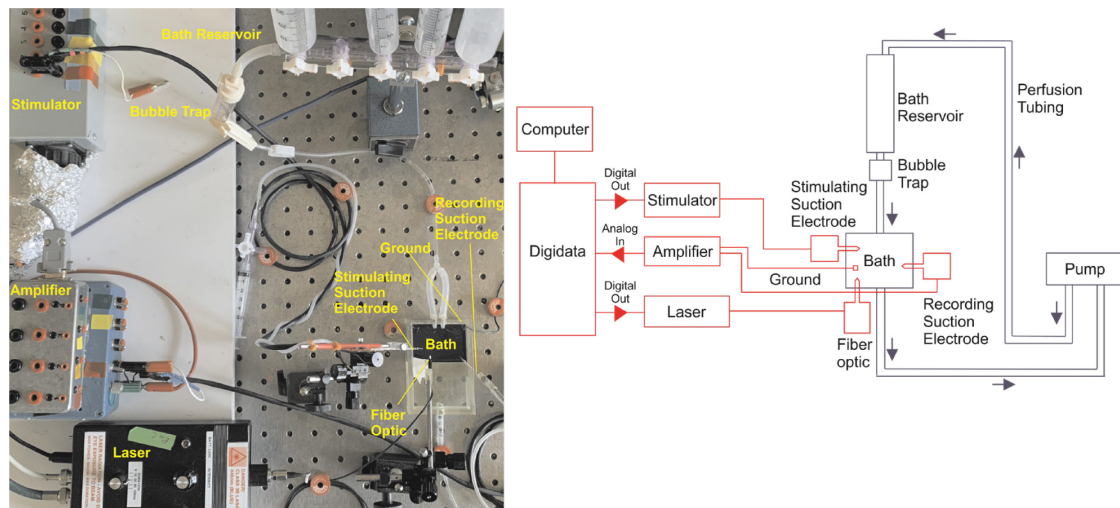 Bath Reservoir
Stimulator
Bubble Trap
Recording
Suction
Electrode
Ground
Stimulating
Suction
Electrode
Amplifier
Bath
Fiber
Optic
Laser
Computer
Digidata
Digital
Out
Stimulator
Analog
In
Amplifier
Digital
Out
Laser
Stimulating
Suction
Electrode
Ground
Fiber
optic
Bath
Reservoir
Bubble
Trap
Bath
Recording
Suction
Electrode
Perfusion
Tubing
Pump